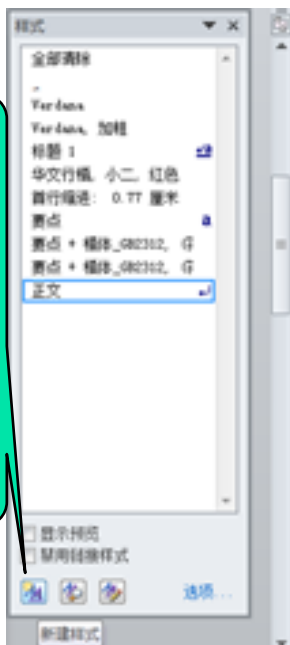 样式
全部清除
Verdana
Verdana, 加粗
标题 1
华文行楷, 小二, 红色
首行缩进: 0.77 厘米
要点 a
要点 + 楷体_GB2312, 行
要点 + 楷体_GB2312, 行
正文
显示预览
禁用链接样式
选项...
新建样式